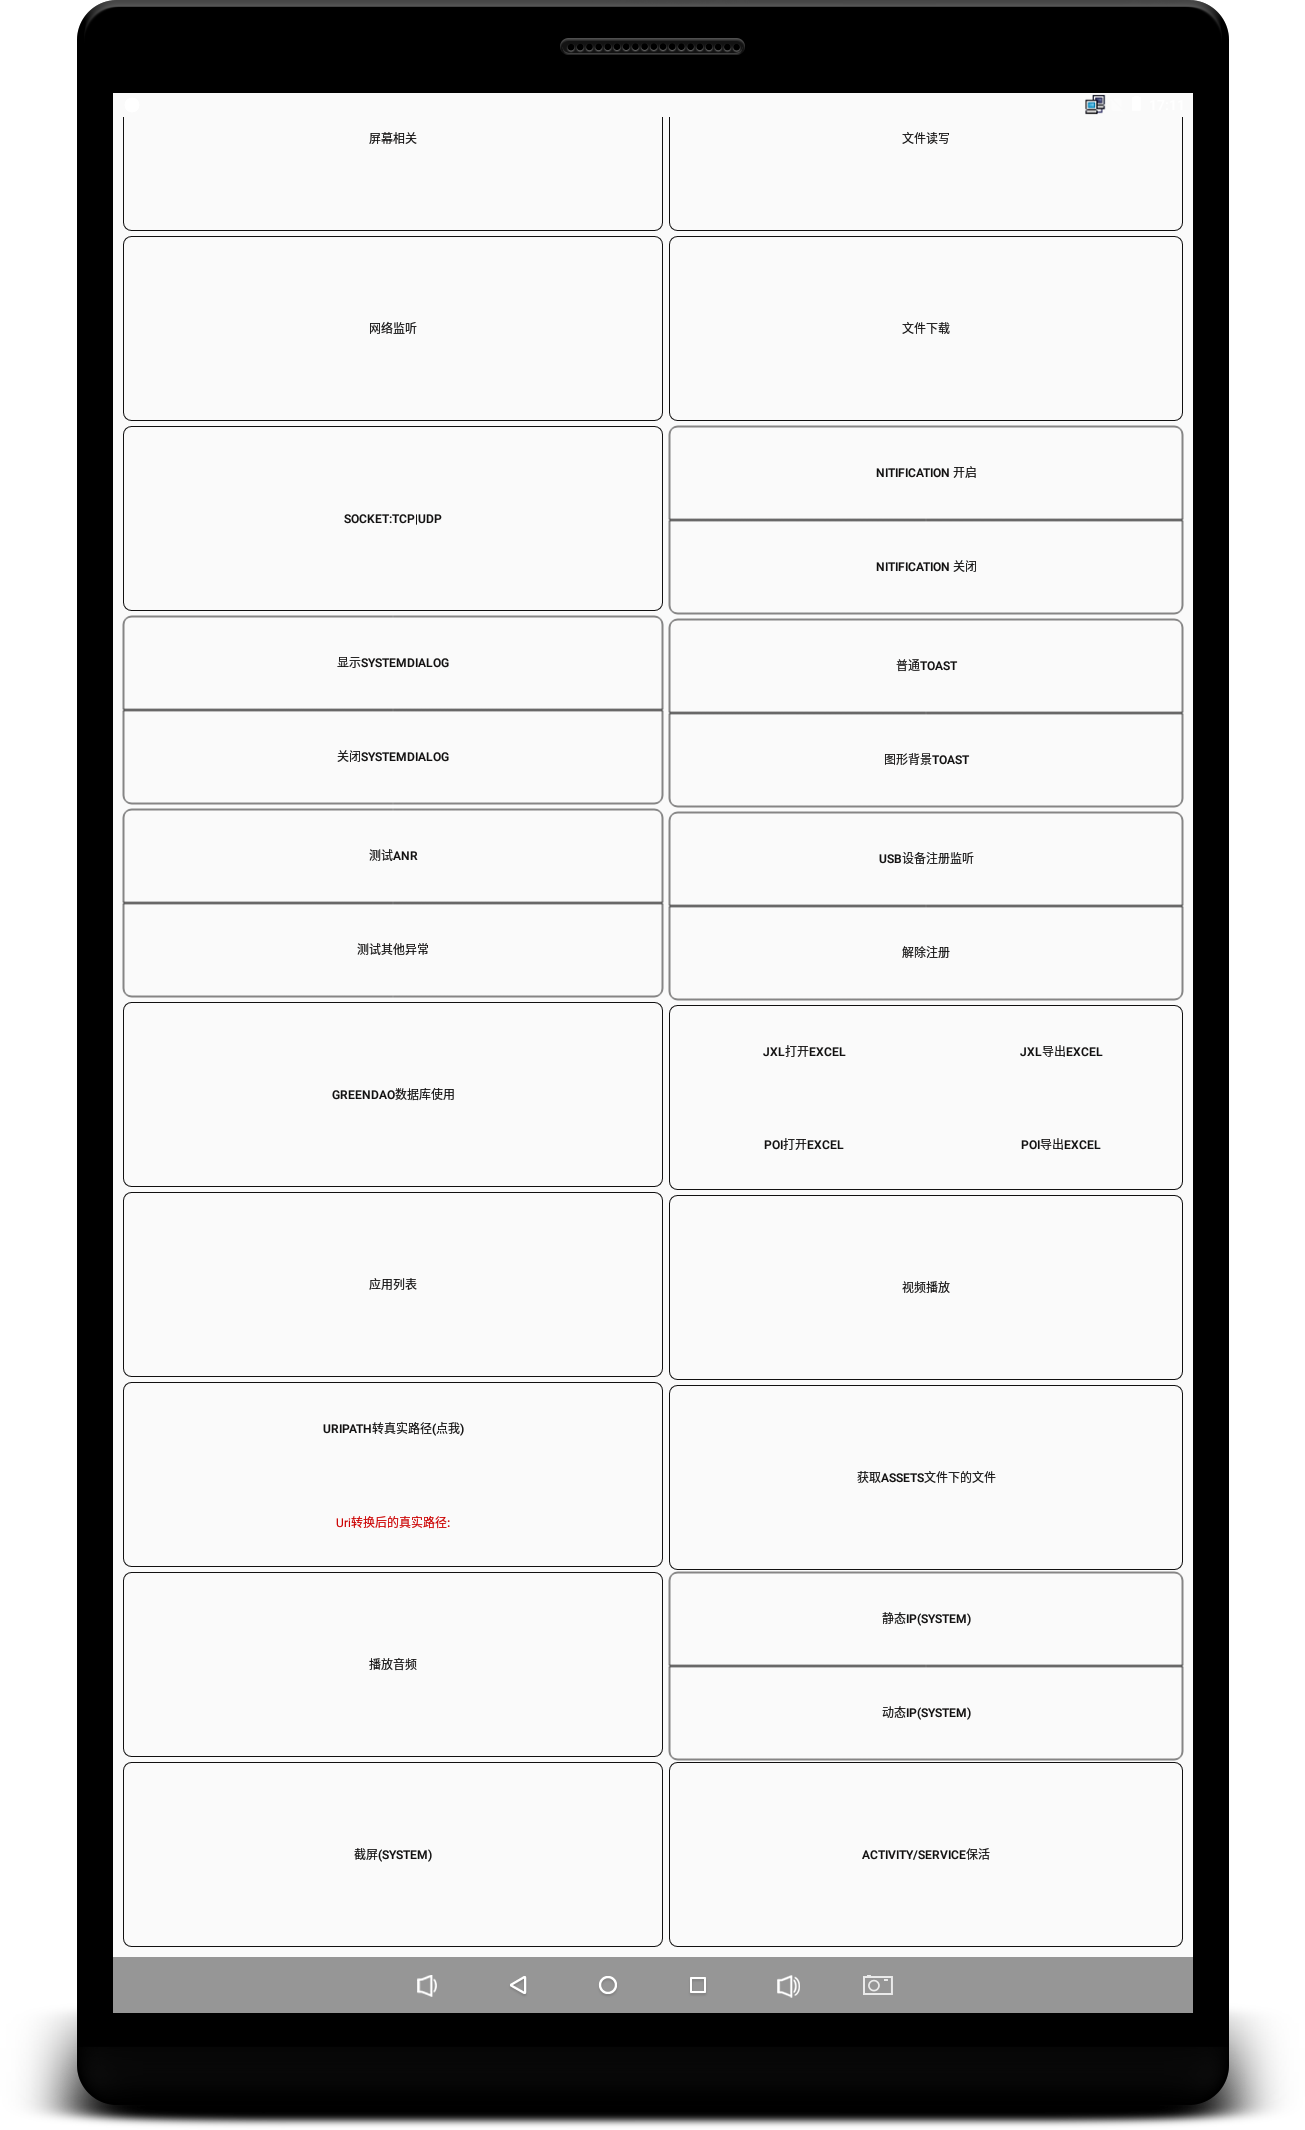 屏幕相关
文件读写
网络监听
文件下载
SOCKET:TCP|UDP
NITIFICATION 开启
NITIFICATION 关闭
显示SYSTEMDIALOG
普通TOAST
关闭SYSTEMDIALOG
图形背景TOAST
测试ANR
USB设备注册监听
测试其他异常
解除注册
GREENDAO数据库使用
JXL打开EXCEL
JXL导出EXCEL
POI打开EXCEL
POI导出EXCEL
应用列表
视频播放
URIPATH转真实路径(点我)
Uri转换后的真实路径:
获取ASSETS文件下的文件
播放音频
静态IP(SYSTEM)
动态IP(SYSTEM)
截屏(SYSTEM)
ACTIVITY/SERVICE保活